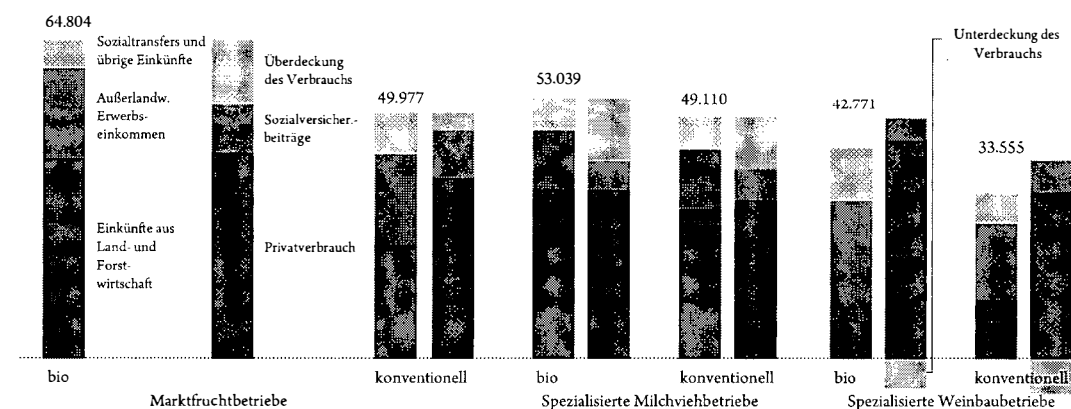 64.804
Sozialtransfers und
übrige Einkünfte
Außerlandw.
Erwerbs-
einkommen
Einkünfte aus
Land- und
Forst-
wirtschaft
Überdeckung
des Verbrauchs
Sozialversicher.-
beiträge
Privatverbrauch
49.977
53.039
49.110
42.771
33.555
Unterdeckung des
Verbrauchs
bio
konventionell
bio
konventionell
bio
konventionell
Marktfruchtbetriebe
Spezialisierte Milchviehbetriebe
Spezialisierte Weinbaubetriebe